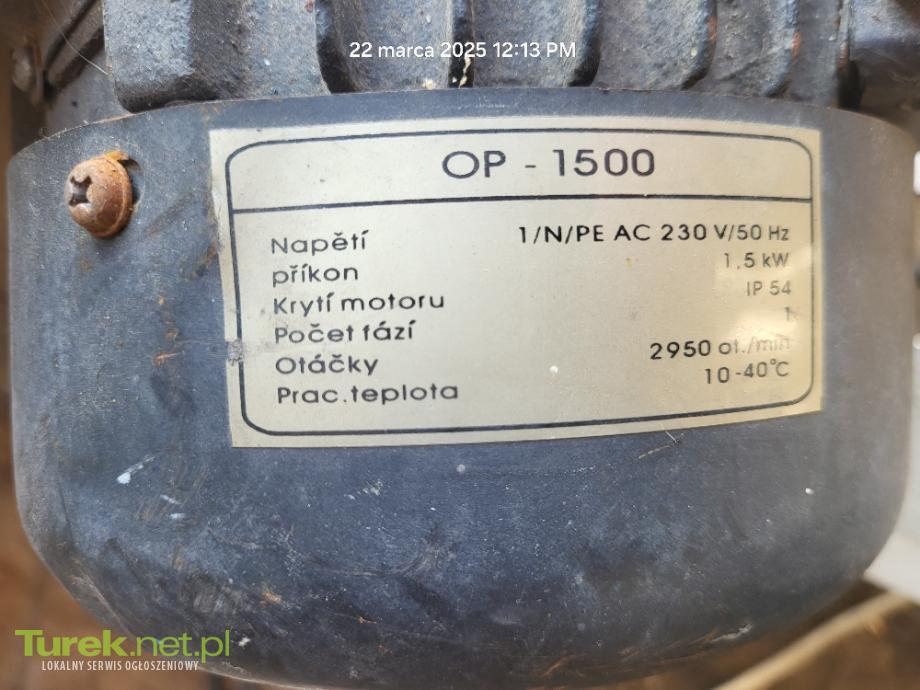 22 marca 2025 12:13 PM
OP - 1500
Napětí 1/N/PE AC 230 V/50 Hz
příkon 1,5 kW
Krytí motoru IP 54
Počet fází 1
Otáčky 2950 ot./min
Prac. teplota 10-40°C
Turek.net.pl
LOKALNY SERWIS OGŁOSZENIOWY